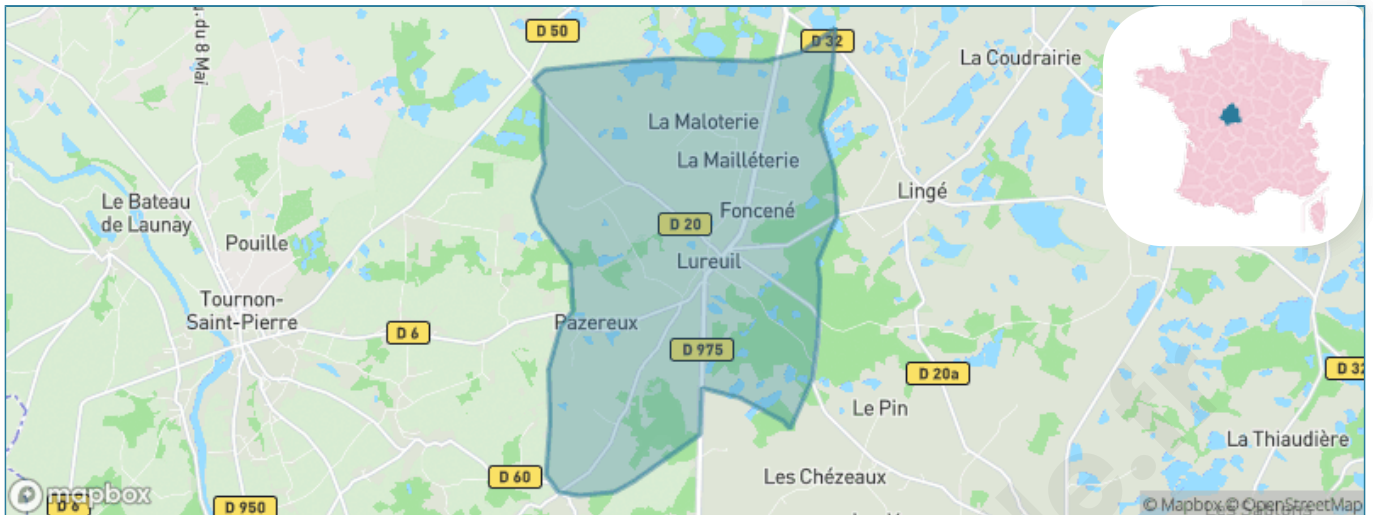 D 50
D 32
La Coudrairie
u.du 8 Mai
La Maloterie
La Mailléterie
Le Bateau
de Launay
Lingé
Foncené
D 20
Pouille
Lureuil
Tournon-
Saint-Pierre
Pazereux
D 6
D 975
D 20a
D 32
Le Pin
La Thiaudière
Les Chézeaux
D 60
mapbox
D 6
D 950
© Mapbox © OpenStreetMap